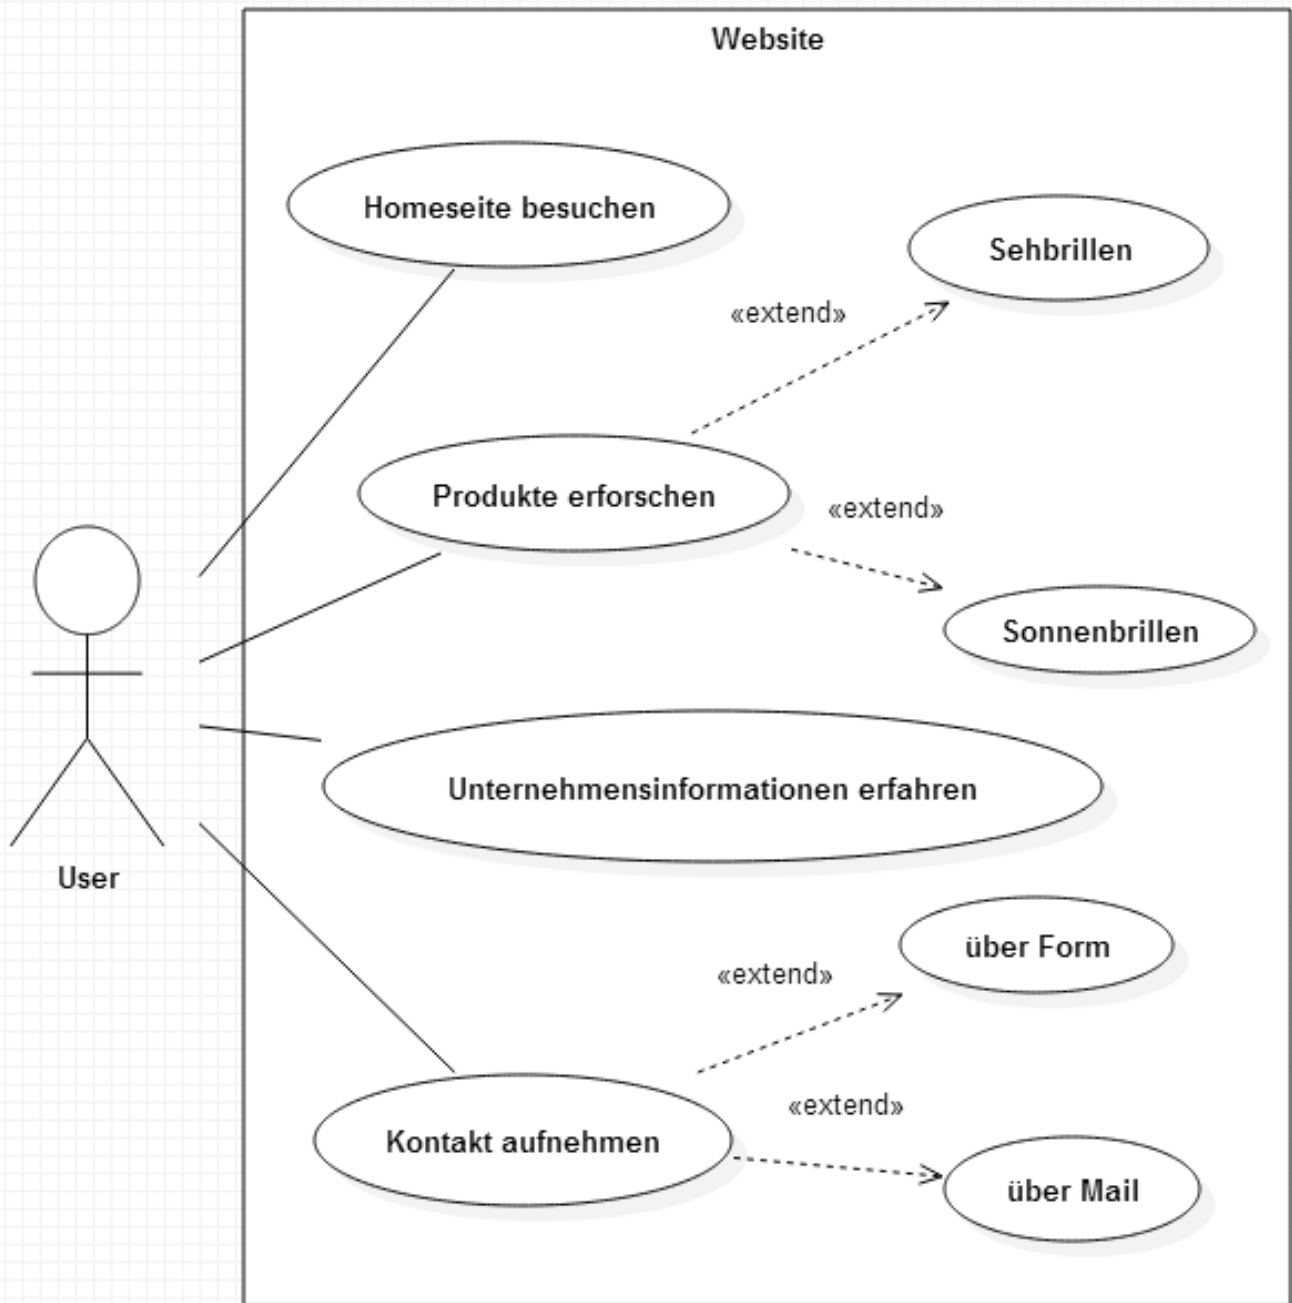 Website
Homeseite besuchen
Sehbrillen
«extend»
Produkte erforschen
«extend»
Sonnenbrillen
Unternehmensinformationen erfahren
User
über Form
«extend»
«extend»
Kontakt aufnehmen
über Mail